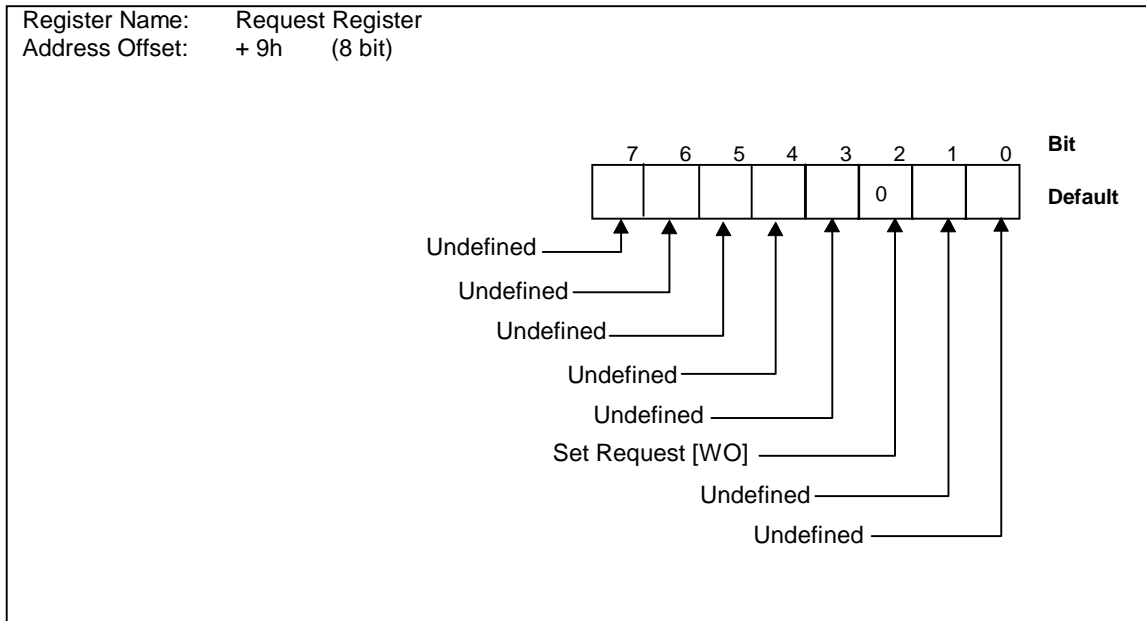 Register Name: Request Register
Address Offset: + 9h (8 bit)
Bit
7 6 5 4 3 2 1 0
0
Default
Undefined
Undefined
Undefined
Undefined
Undefined
Set Request [WO]
Undefined
Undefined